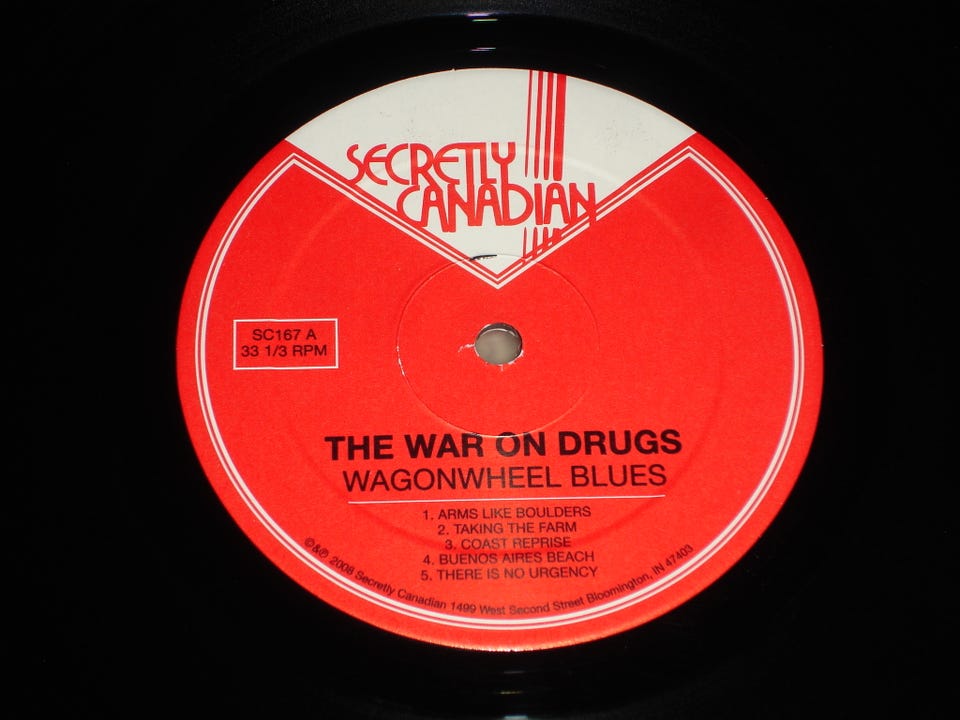 SECRETLY
CANADIAN
SC167 A
33 1/3 RPM
THE WAR ON DRUGS
WAGONWHEEL BLUES
1. ARMS LIKE BOULDERS
2. TAKING THE FARM
3. COAST REPRISE
4. BUENOS AIRES BEACH
5. THERE IS NO URGENCY
©&℗ 2008 Secretly Canadian 1499 West Second Street Bloomington, IN 47403